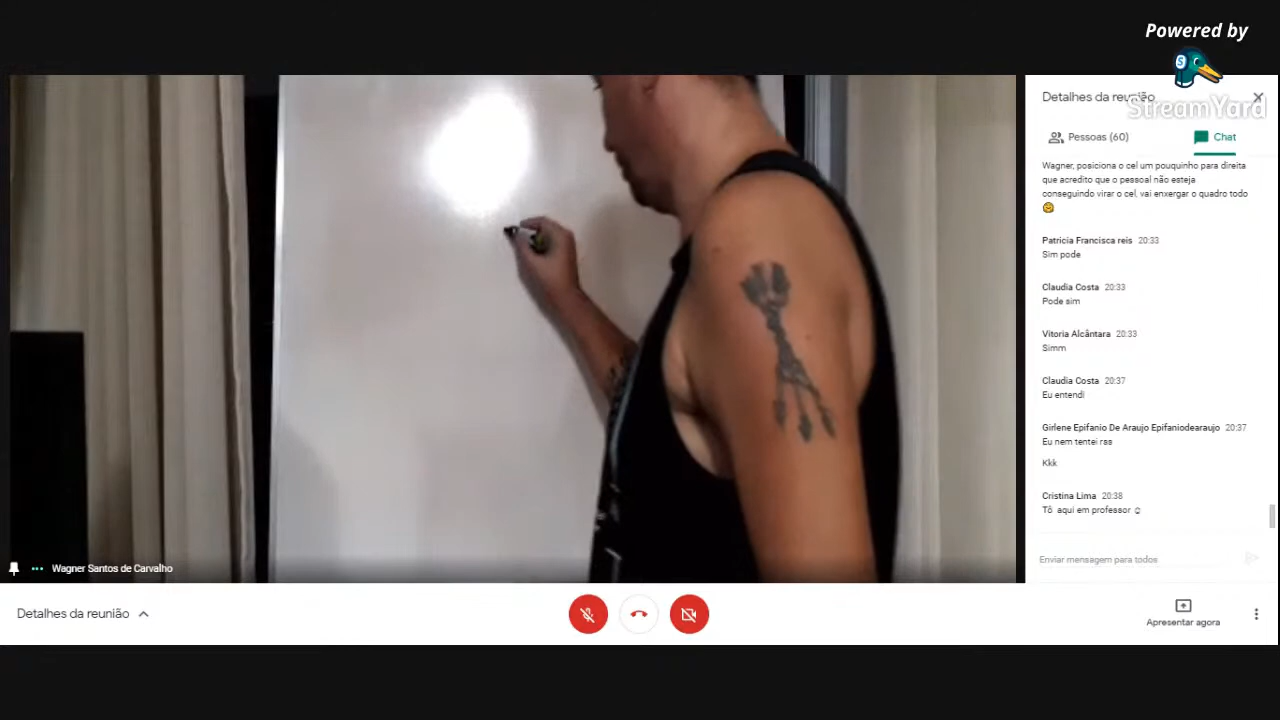 Powered by
StreamYard
Detalhes da reunião
Pessoas (60)
Chat
Wagner, posiciona o cel um pouquinho para direita
que acredito que o pessoal não esteja
conseguindo virar o cel, vai enxergar o quadro todo
Patricia Francisca reis 20:33
Sim pode
Claudia Costa 20:33
Pode sim
Vitoria Alcântara 20:33
Simm
Claudia Costa 20:37
Eu entendi
Girlene Epifanio De Araujo Epifaniodearaujo 20:37
Eu nem tentei rss
Kkk
Cristina Lima 20:38
Tô aqui em professor
Enviar mensagem para todos
Wagner Santos de Carvalho
Detalhes da reunião
Apresentar agora